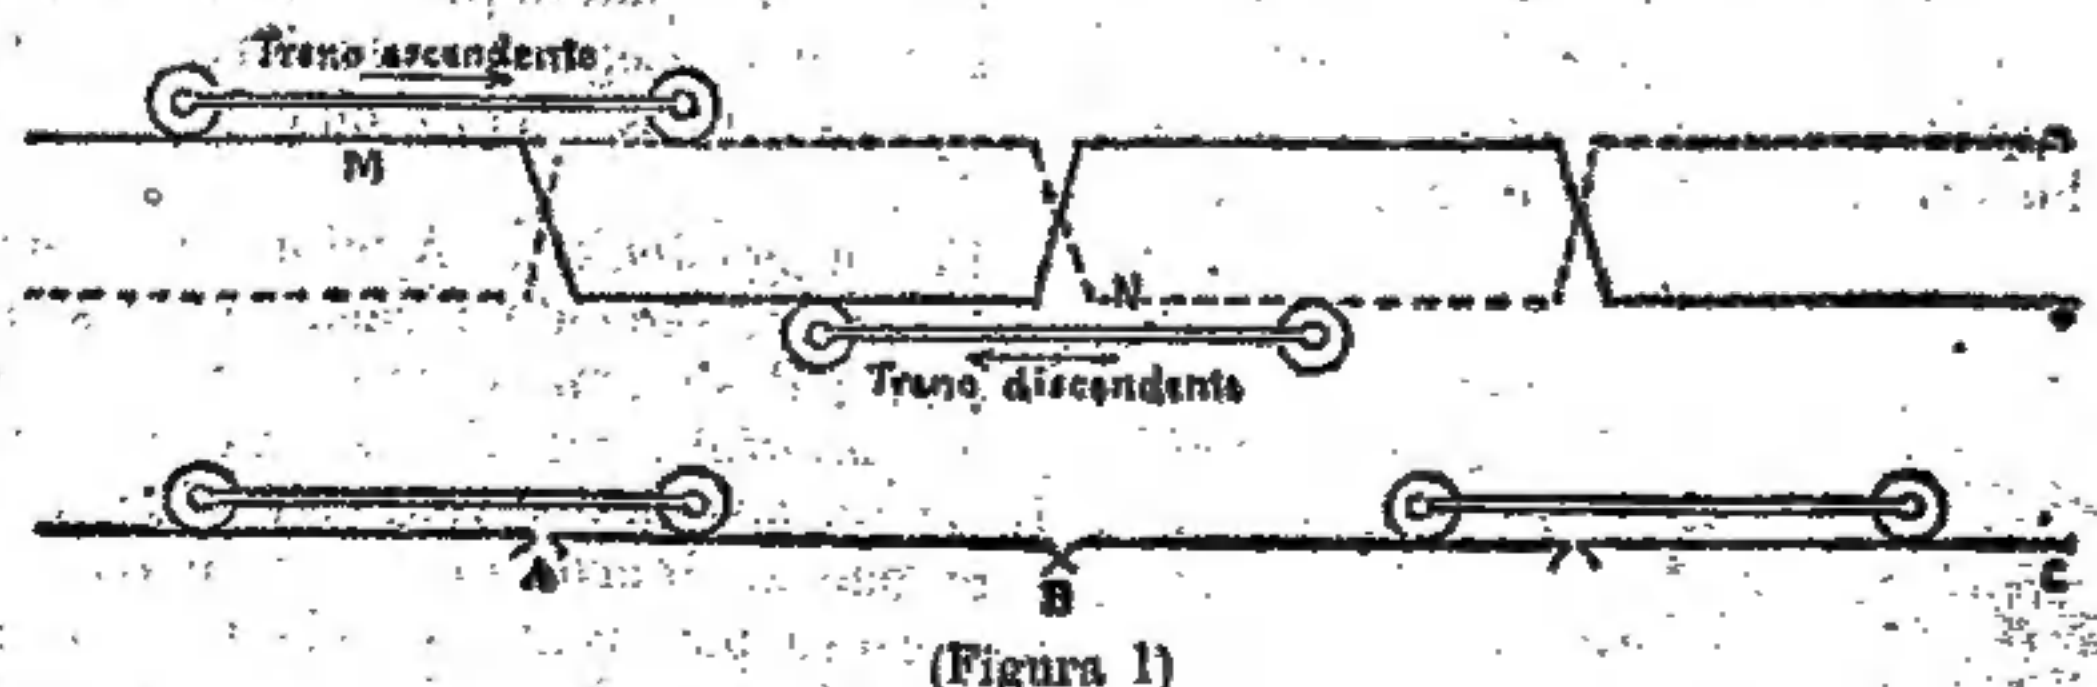 Treno ascendente
M
N
Treno discendente
A
B
C
(Figura 1)